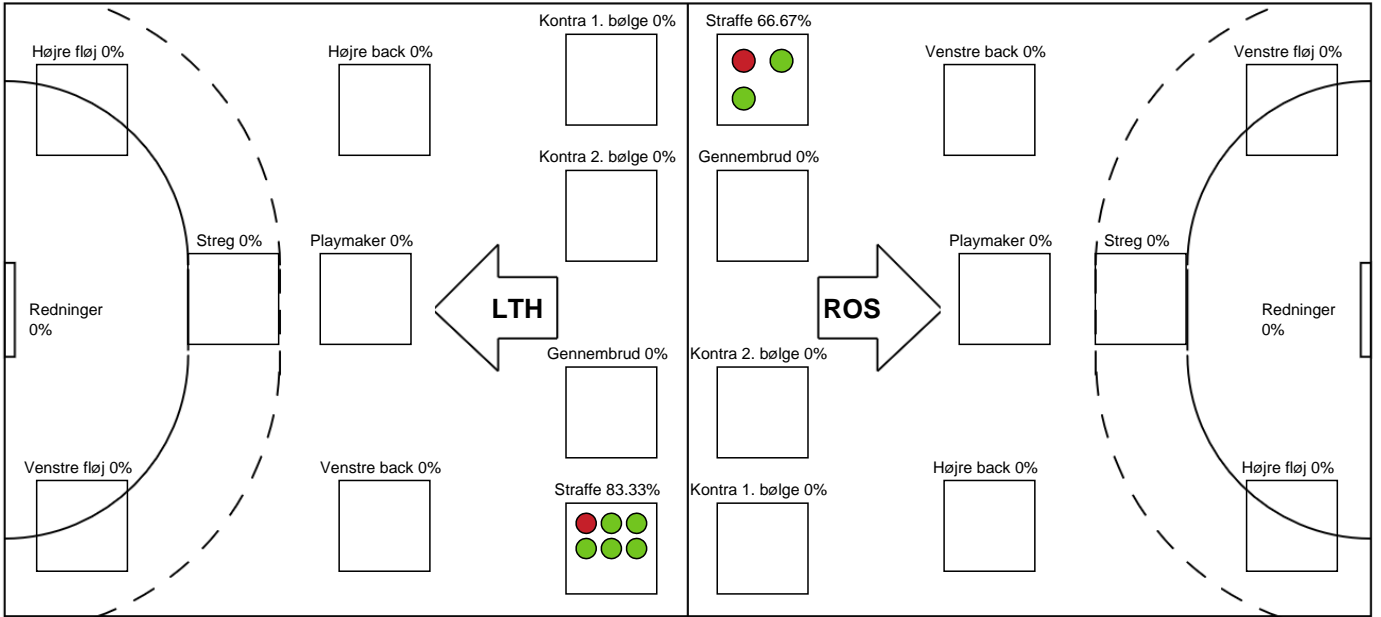 Kontra 1. bølge 0%
Straffe 66.67%
Højre fløj 0%
Højre back 0%
Venstre back 0%
Venstre fløj 0%
Kontra 2. bølge 0%
Gennembrud 0%
Streg 0%
Playmaker 0%
Playmaker 0%
Streg 0%
Redninger
0%
LTH
ROS
Redninger
0%
Gennembrud 0%
Kontra 2. bølge 0%
Venstre fløj 0%
Venstre back 0%
Højre back 0%
Højre fløj 0%
Straffe 83.33%
Kontra 1. bølge 0%